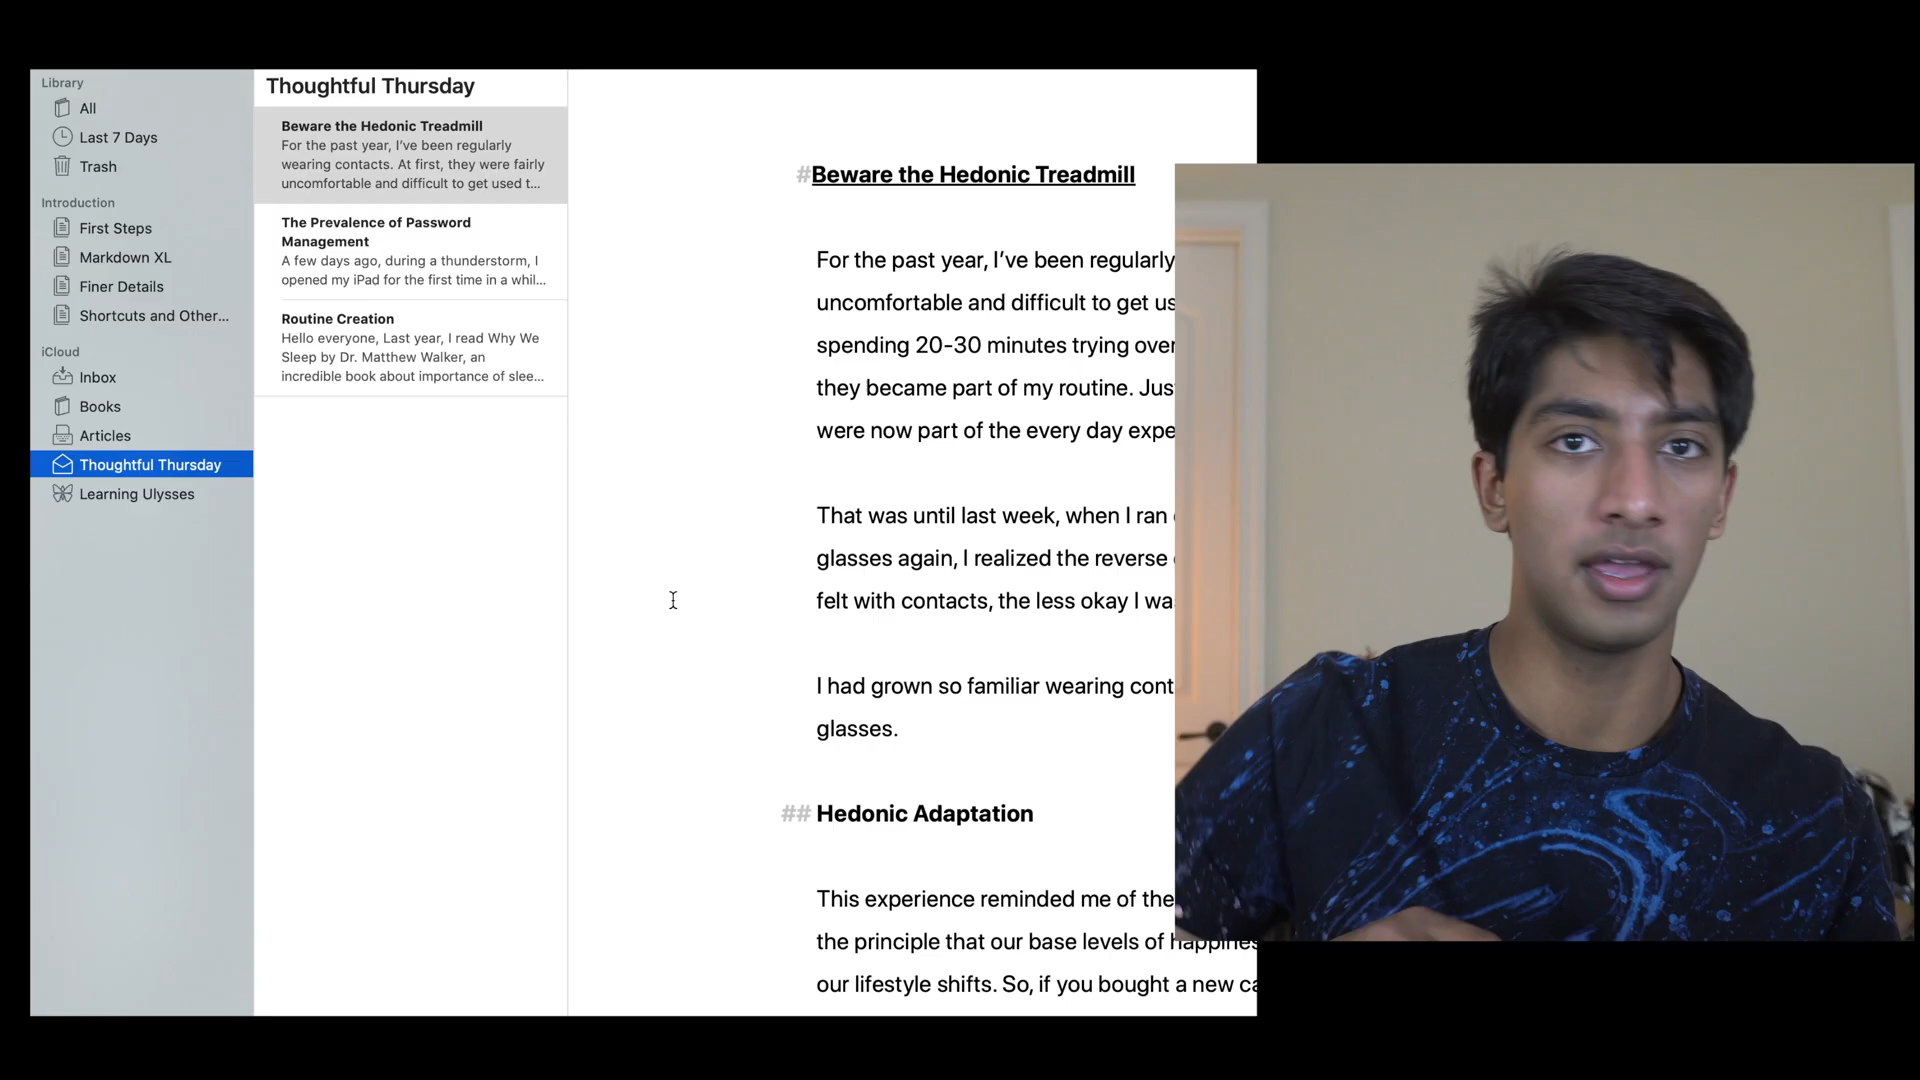 Library
All
Last 7 Days
Trash
Introduction
First Steps
Markdown XL
Finer Details
Shortcuts and Other...
iCloud
Inbox
Books
Articles
Thoughtful Thursday
Learning Ulysses
Thoughtful Thursday
Beware the Hedonic Treadmill
For the past year, I’ve been regularly
wearing contacts. At first, they were fairly
uncomfortable and difficult to get used t...
The Prevalence of Password
Management
A few days ago, during a thunderstorm, I
opened my iPad for the first time in a whil...
Routine Creation
Hello everyone, Last year, I read Why We
Sleep by Dr. Matthew Walker, an
incredible book about importance of slee...
#Beware the Hedonic Treadmill
For the past year, I’ve been regularly
uncomfortable and difficult to get us
spending 20-30 minutes trying over
they became part of my routine. Jus
were now part of the every day expe
That was until last week, when I ran
glasses again, I realized the reverse
felt with contacts, the less okay I wa
I had grown so familiar wearing cont
glasses.
## Hedonic Adaptation
This experience reminded me of the
the principle that our base levels of happines
our lifestyle shifts. So, if you bought a new ca